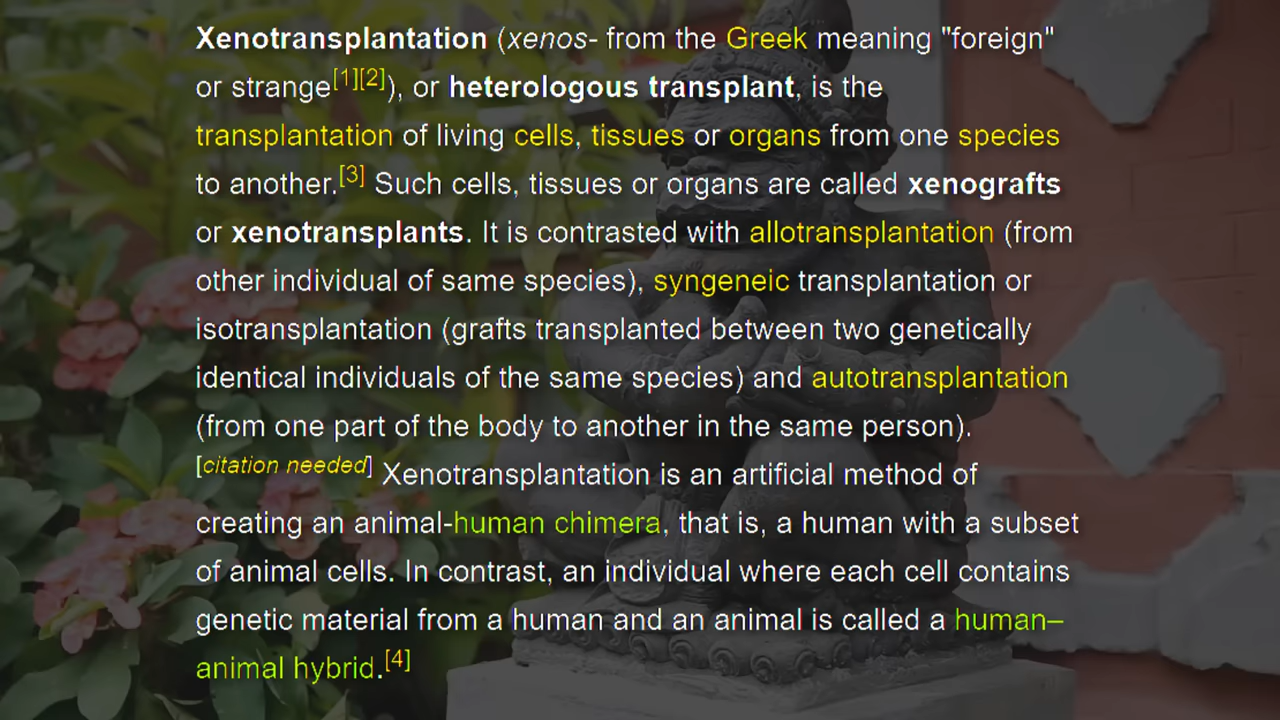 Xenotransplantation (xenos- from the Greek meaning "foreign"
or strange[1][2]), or heterologous transplant, is the
transplantation of living cells, tissues or organs from one species
to another.[3] Such cells, tissues or organs are called xenografts
or xenotransplants. It is contrasted with allotransplantation (from
other individual of same species), syngeneic transplantation or
isotransplantation (grafts transplanted between two genetically
identical individuals of the same species) and autotransplantation
(from one part of the body to another in the same person).
[citation needed] Xenotransplantation is an artificial method of
creating an animal-human chimera, that is, a human with a subset
of animal cells. In contrast, an individual where each cell contains
genetic material from a human and an animal is called a human–
animal hybrid.[4]